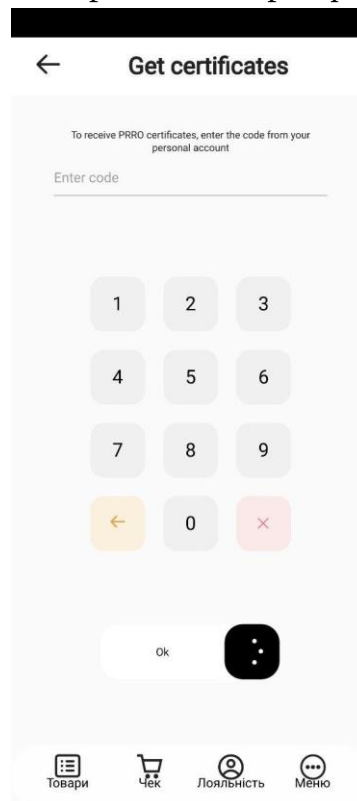 Get certificates
To receive PRRO certificates, enter the code from your
personal account
Enter code
1 2 3
4 5 6
7 8 9
0
Ok
Товари Чек Лояльність Меню